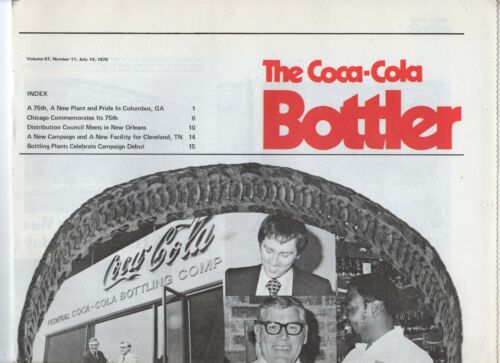 Volume 67, Number 11, July 14, 1976
The Coca-Cola
Bottler
INDEX
A 75th, A New Plant and Pride In Columbus, GA 1
Chicago Commemorates Its 75th 6
Distribution Council Meets in New Orleans 10
A New Campaign and A New Facility for Cleveland, TN 14
Bottling Plants Celebrate Campaign Debut 15
Coca-Cola
FEDERAL COCA-COLA BOTTLING COMP